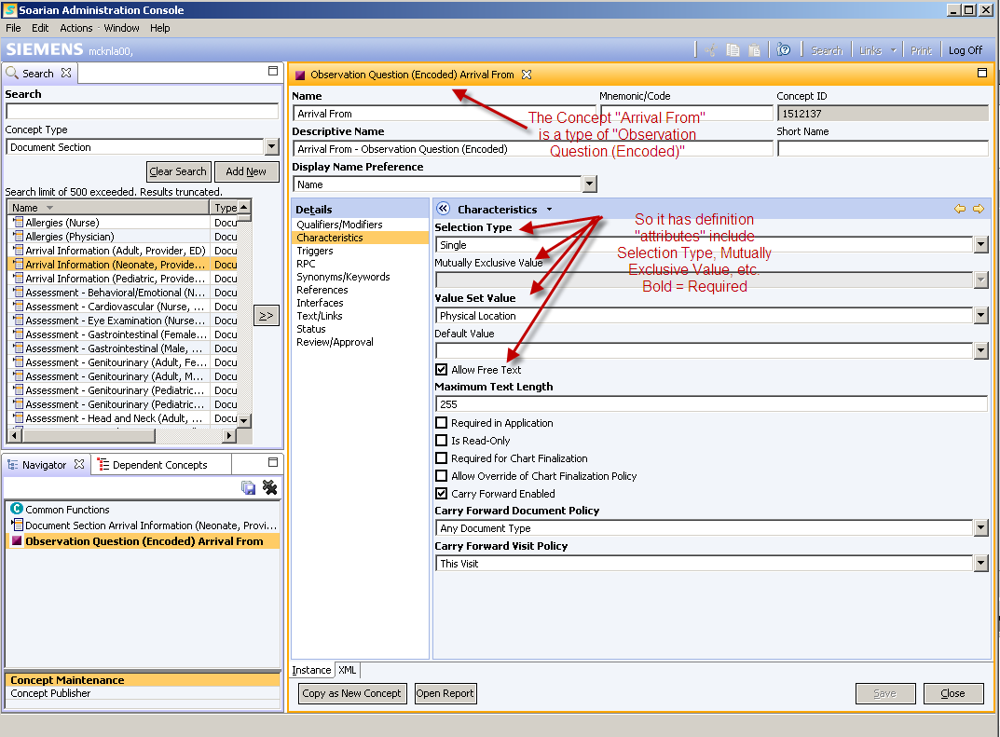 Soarian Administration Console
File Edit Actions Window Help
SIEMENS mcknla00,
Search Links Print Log Off
Search
Search
Concept Type
Document Section
Clear Search Add New
Search limit of 500 exceeded. Results truncated.
Name Type
Allergies (Nurse) Docu
Allergies (Physician) Docu
Arrival Information (Adult, Provider, ED) Docu
Arrival Information (Neonate, Provide... Docu
Arrival Information (Pediatric, Provide... Docu
Assessment - Behavioral/Emotional (N... Docu
Assessment - Cardiovascular (Nurse, ... Docu
Assessment - Eye Examination (Nurse... Docu
Assessment - Gastrointestinal (Female... Docu
Assessment - Gastrointestinal (Male, ... Docu
Assessment - Genitourinary (Adult, Fe... Docu
Assessment - Genitourinary (Adult, M... Docu
Assessment - Genitourinary (Pediatric... Docu
Assessment - Genitourinary (Pediatric... Docu
Assessment - Head and Neck (Adult, ... Docu
>>
Navigator Dependent Concepts
Common Functions
Document Section Arrival Information (Neonate, Provi...
Observation Question (Encoded) Arrival From
Concept Maintenance
Concept Publisher
Observation Question (Encoded) Arrival From
Name Mnemonic/Code Concept ID
Arrival From 1512137
Descriptive Name Short Name
Arrival From - Observation Question (Encoded)
Display Name Preference
Name
The Concept "Arrival From"
is a type of "Observation
Question (Encoded)"
Details
Qualifiers/Modifiers
Characteristics
Triggers
RPC
Synonyms/Keywords
References
Interfaces
Text/Links
Status
Review/Approval
Characteristics
Selection Type
Single
Mutually Exclusive Value
Value Set Value
Physical Location
Default Value
Allow Free Text
Maximum Text Length
255
Required in Application
Is Read-Only
Required for Chart Finalization
Allow Override of Chart Finalization Policy
Carry Forward Enabled
Carry Forward Document Policy
Any Document Type
Carry Forward Visit Policy
This Visit
So it has definition
"attributes" include
Selection Type, Mutually
Exclusive Value, etc.
Bold = Required
Instance XML
Copy as New Concept Open Report Save Close